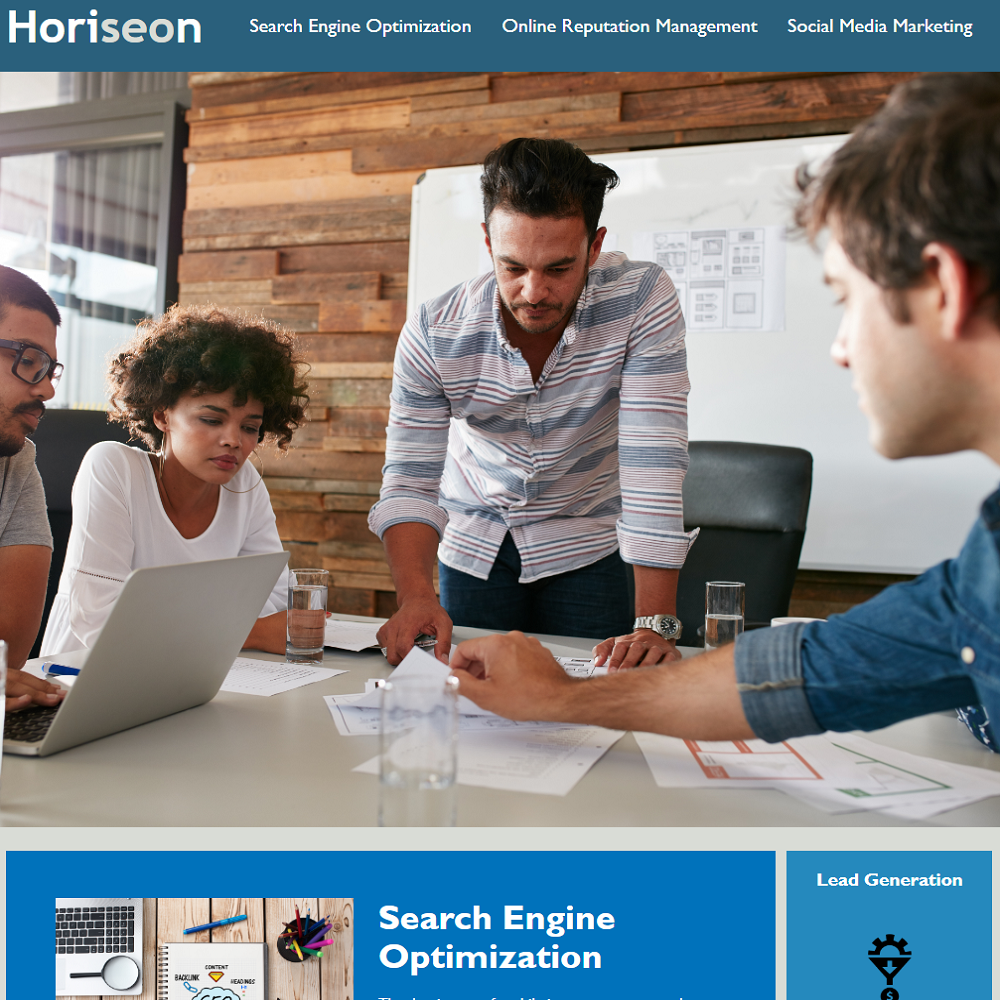 Horiseon
Search Engine Optimization
Online Reputation Management
Social Media Marketing
Search Engine
Optimization
Lead Generation
CONTENT
BACKLINK
HEADINGS
SEO
$